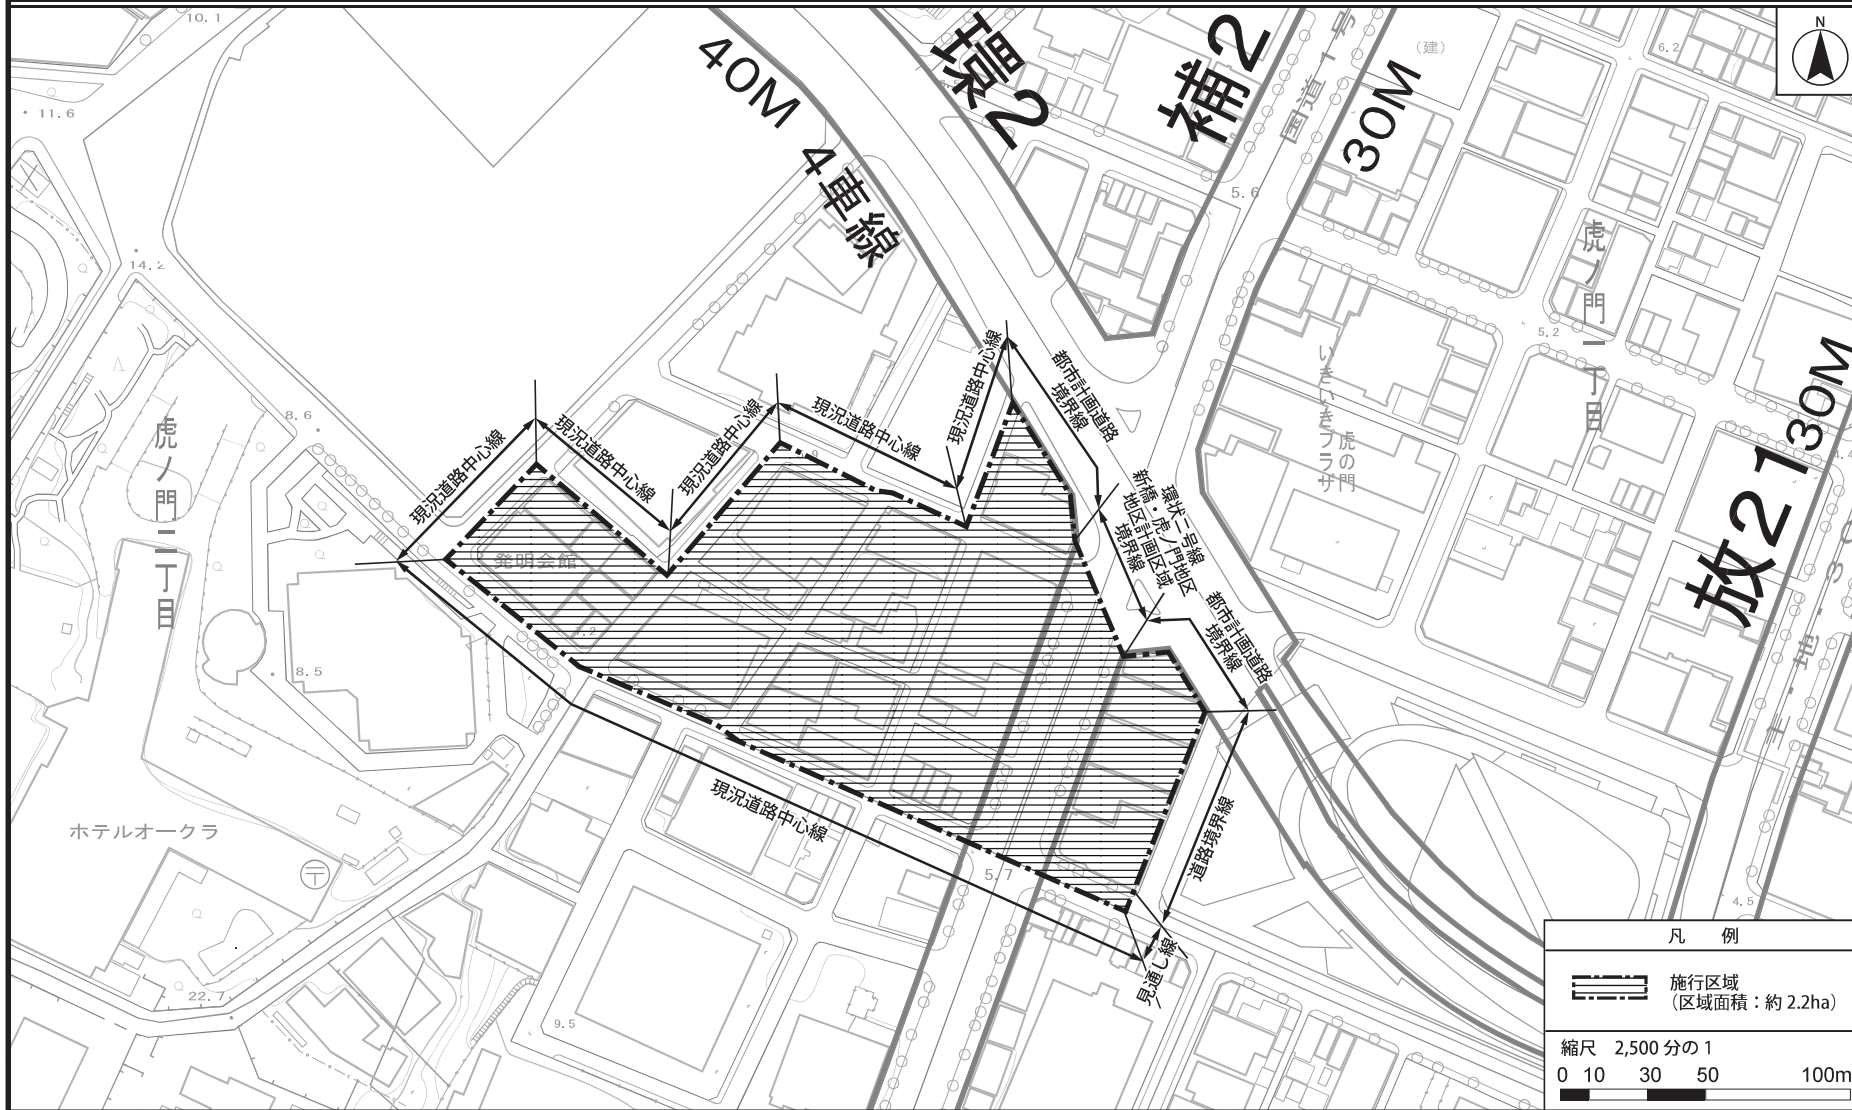 10.1
11.6
14.2
8.6
8.5
7.2
22.7
9.5
9
5.7
5.6
5.2
6.2
4.5
(建)
N
40M
4車線
環2
補2
国道1号
30M
虎ノ門一丁目
いきいきプラザ
虎の門
放21
30M
虎ノ門二丁目
発明会館
ホテルオークラ
〒
現況道路中心線
現況道路中心線
現況道路中心線
現況道路中心線
現況道路中心線
都市計画道路
境界線
環状二号線
新橋・虎ノ門地区
地区計画区域
境界線
都市計画道路
境界線
道路境界線
見通し線
現況道路中心線
凡 例
施行区域
(区域面積:約 2.2ha)
縮尺 2,500 分の 1
0 10 30 50 100m